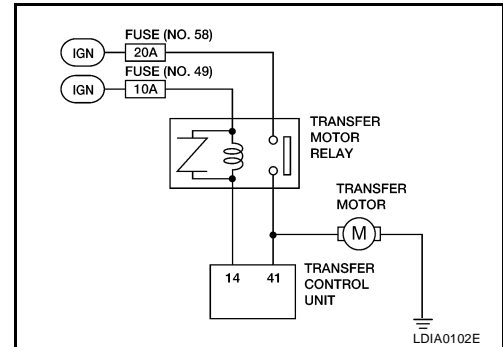 FUSE (NO. 58)
IGN
20A
FUSE (NO. 49)
IGN
10A
TRANSFER
MOTOR
RELAY
TRANSFER
MOTOR
M
14 41
TRANSFER
CONTROL
UNIT
LDIA0102E